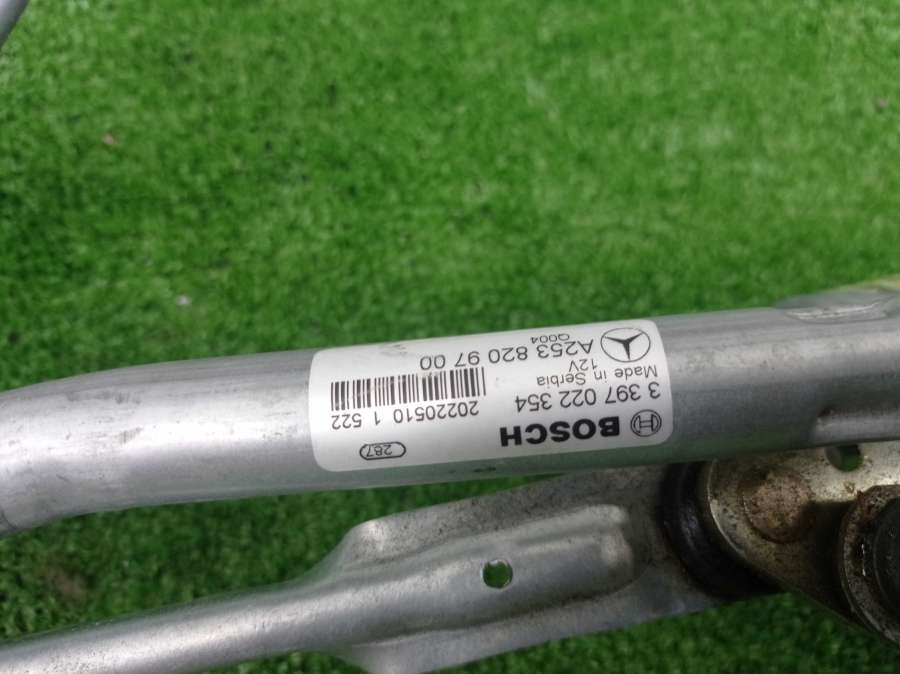 BOSCH
287
3 397 022 354
20220510 1 522
Made in Serbia
12V
A253 820 97 00
Q004